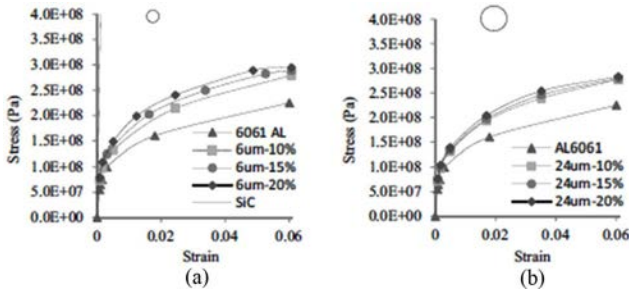 4.0E+08
3.5E+08
3.0E+08
2.5E+08
2.0E+08
1.5E+08
1.0E+08
5.0E+07
0.0E+00
Stress (Pa)
6061 AL
6um-10%
6um-15%
6um-20%
SiC
0
0.02
0.04
0.06
Strain
(a)
4.0E+08
3.5E+08
3.0E+08
2.5E+08
2.0E+08
1.5E+08
1.0E+08
5.0E+07
0.0E+00
Stress (Pa)
AL6061
24um-10%
24um-15%
24um-20%
0
0.02
0.04
0.06
Strain
(b)